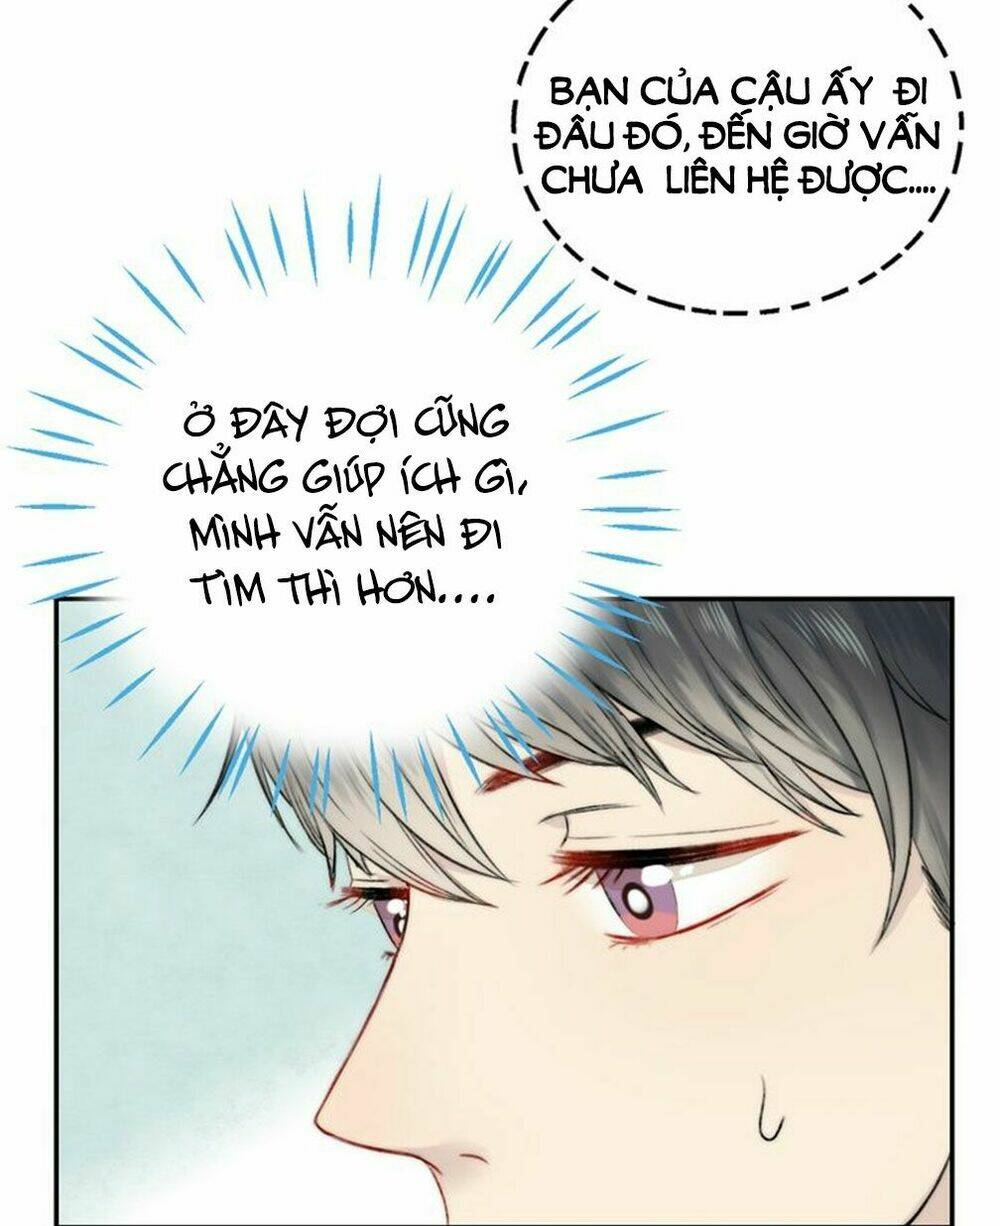 BẠN CỦA CẬU ẤY ĐI
ĐÂU ĐÓ, ĐẾN GIỜ VẪN
CHƯA LIÊN HỆ ĐƯỢC....
Ở ĐÂY ĐỢI CŨNG
CHẲNG GIÚP ÍCH GÌ,
MÌNH VẪN NÊN ĐI
TÌM THÌ HƠN....